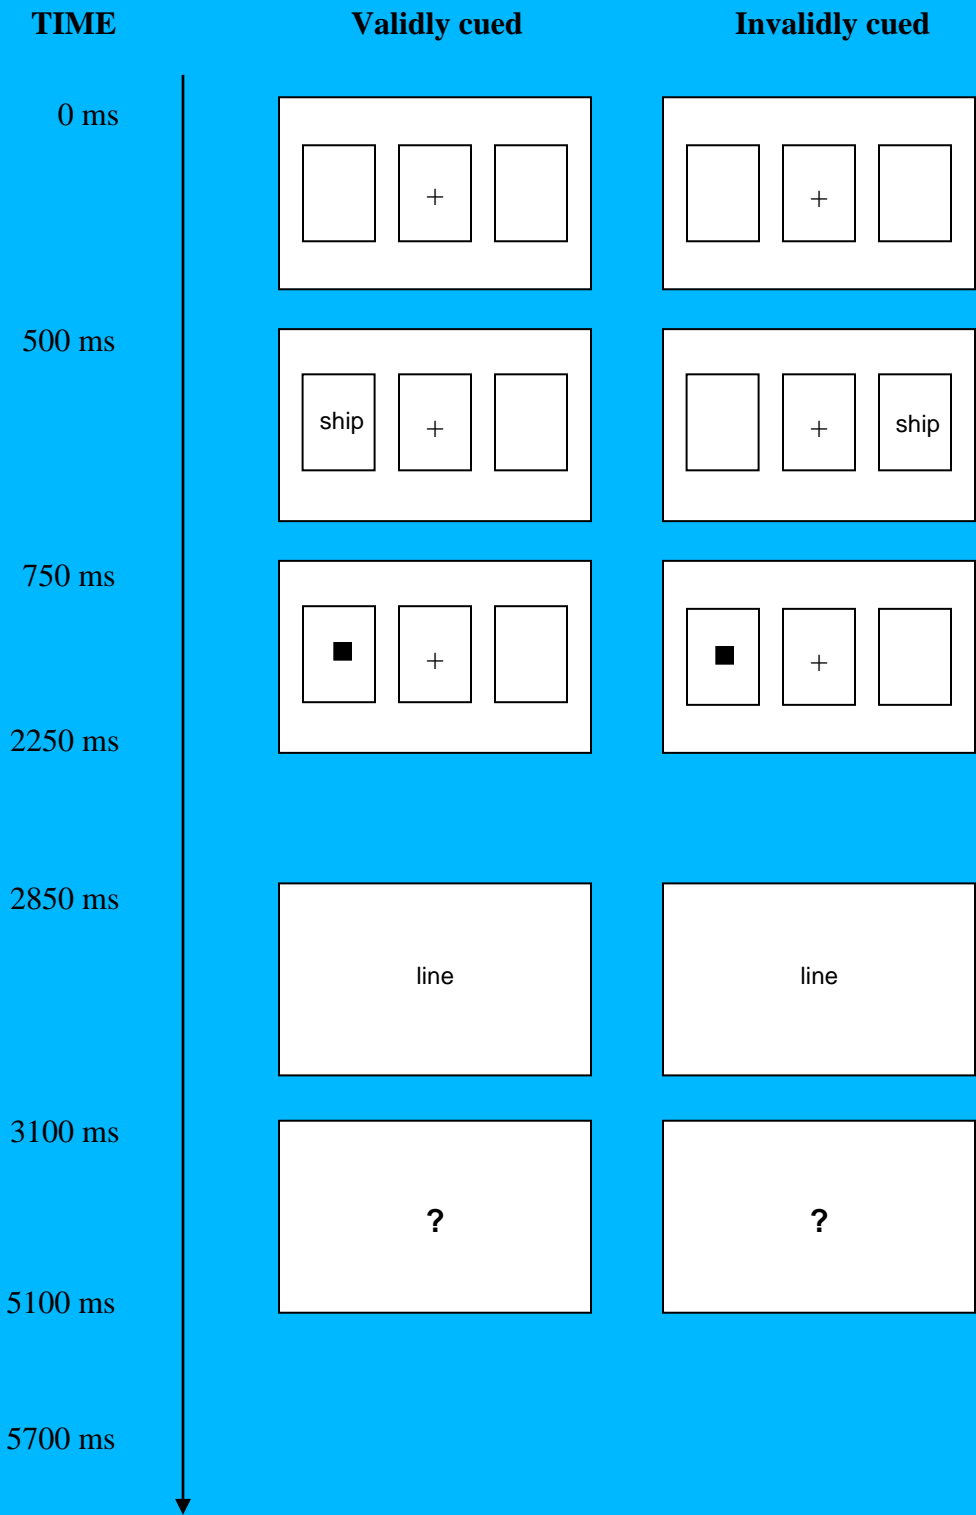 TIME Validly cued Invalidly cued
0 ms
+ +
500 ms
ship + + ship
750 ms
+ +
2250 ms
2850 ms
line line
3100 ms
? ?
5100 ms
5700 ms